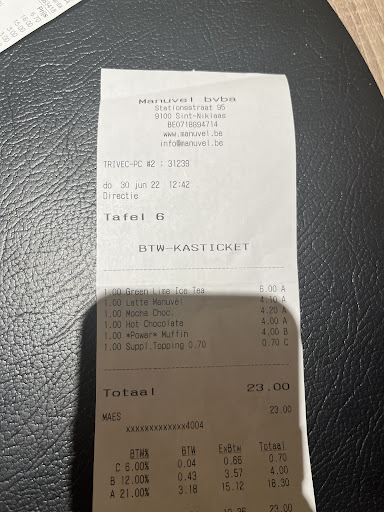 Manuvel bvba
Stationsstraat 95
9100 Sint-Niklaas
BE0718894714
www.manuvel.be
info@manuvel.be
TRIVEC-PC #2 : 31239
do 30 jun 22 12:42
Directie
Tafel 6
BTW-KASTICKET
1.00 Green Lime Ice Tea 6.00 A
1.00 Latte Manuvel 4.10 A
1.00 Mocha Choc. 4.20 A
1.00 Hot Chocolate 4.00 A
1.00 *Power* Muffin 4.00 B
1.00 Suppl.Topping 0.70 0.70 C
Totaal 23.00
MAES 23.00
xxxxxxxxxxxxx4004
BTW% BTW ExBtw Totaal
C 6.00% 0.04 0.66 0.70
B 12.00% 0.43 3.57 4.00
A 21.00% 3.18 15.12 18.30